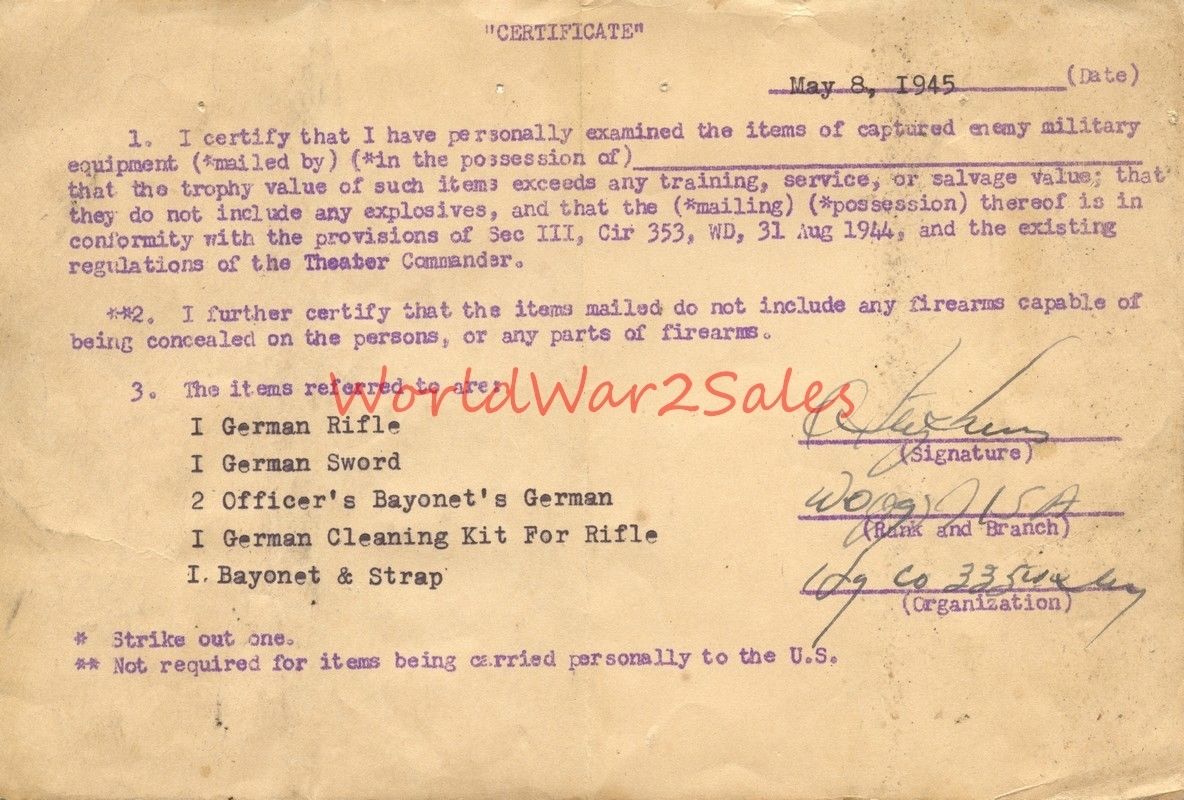 "CERTIFICATE"
May 8, 1945 (Date)
1. I certify that I have personally examined the items of captured enemy military
equipment (*mailed by) (*in the possession of)
that the trophy value of such items exceeds any training, service, or salvage value; that
they do not include any explosives, and that the (*mailing) (*possession) thereof is in
conformity with the provisions of Sec III, Cir 353, WD, 31 Aug 1944, and the existing
regulations of the Theater Commander.
**2. I further certify that the items mailed do not include any firearms capable of
being concealed on the persons, or any parts of firearms.
3. The items referred to are:
WorldWar2Sales
I German Rifle
I German Sword
(Signature)
2 Officer's Bayonet's German
(Rank and Branch)
I German Cleaning Kit For Rifle
I. Bayonet & Strap
Hq Co 335
(Organization)
* Strike out one.
** Not required for items being carried personally to the U.S.